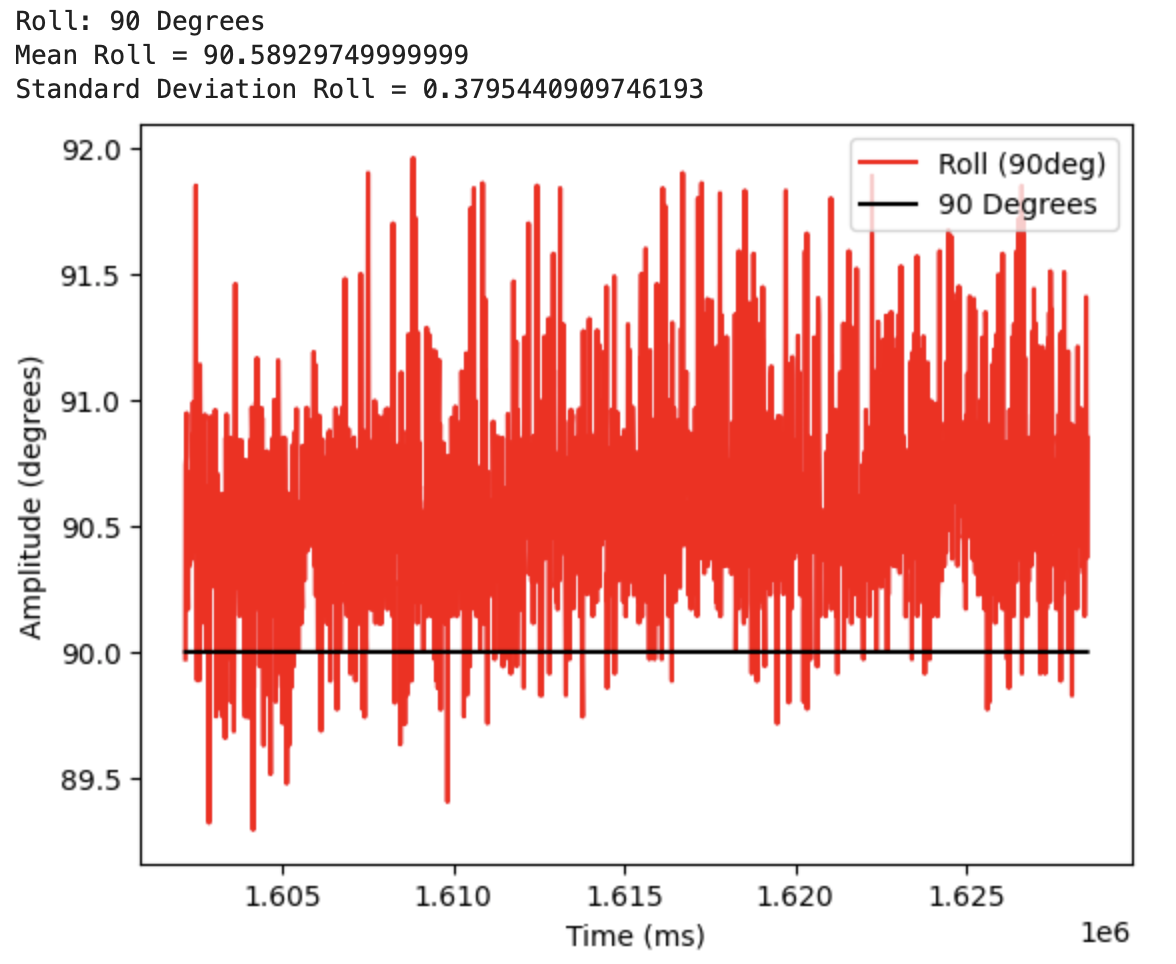 Roll: 90 Degrees
Mean Roll = 90.58929749999999
Standard Deviation Roll = 0.3795440909746193
92.0
91.5
91.0
90.5
90.0
89.5
Amplitude (degrees)
Roll (90deg)
90 Degrees
1.605
1.610
1.615
1.620
1.625
1e6
Time (ms)